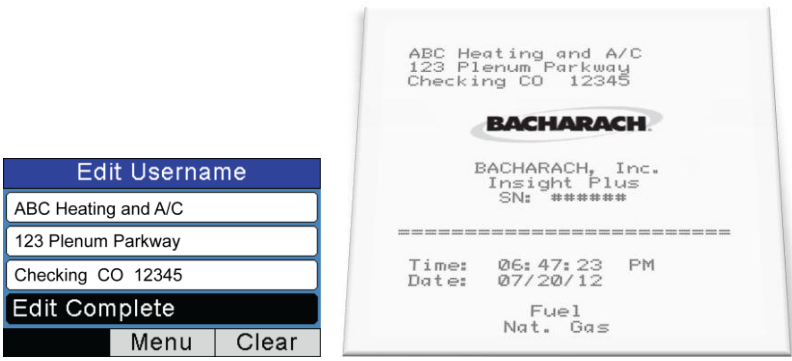 Edit Username
ABC Heating and A/C
123 Plenum Parkway
Checking CO 12345
Edit Complete
Menu Clear
ABC Heating and A/C
123 Plenum Parkway
Checking CO 12345
BACHARACH
BACHARACH, Inc.
Insight Plus
SN: ######
=========================
Time: 06:47:23 PM
Date: 07/20/12
Fuel
Nat. Gas